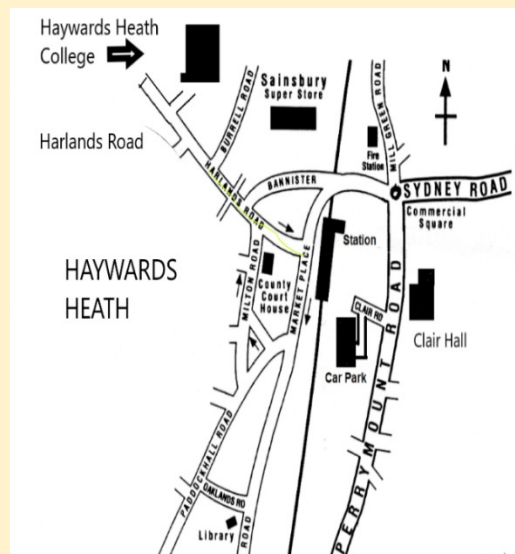 Haywards Heath
College
Harlands Road
BURRELL ROAD
Sainsbury
Super Store
MILL GREEN ROAD
N
Fire
Station
HARLANDS ROAD
BANNISTER
SYDNEY ROAD
Commercial
Square
Station
HAYWARDS
HEATH
MILTON ROAD
County
Court
House
MARKET PLACE
CLAIR RD
Clair Hall
Car Park
PERRYMOUNT ROAD
PADDOCKHALL ROAD
OAKLANDS RD
Library
ROAD